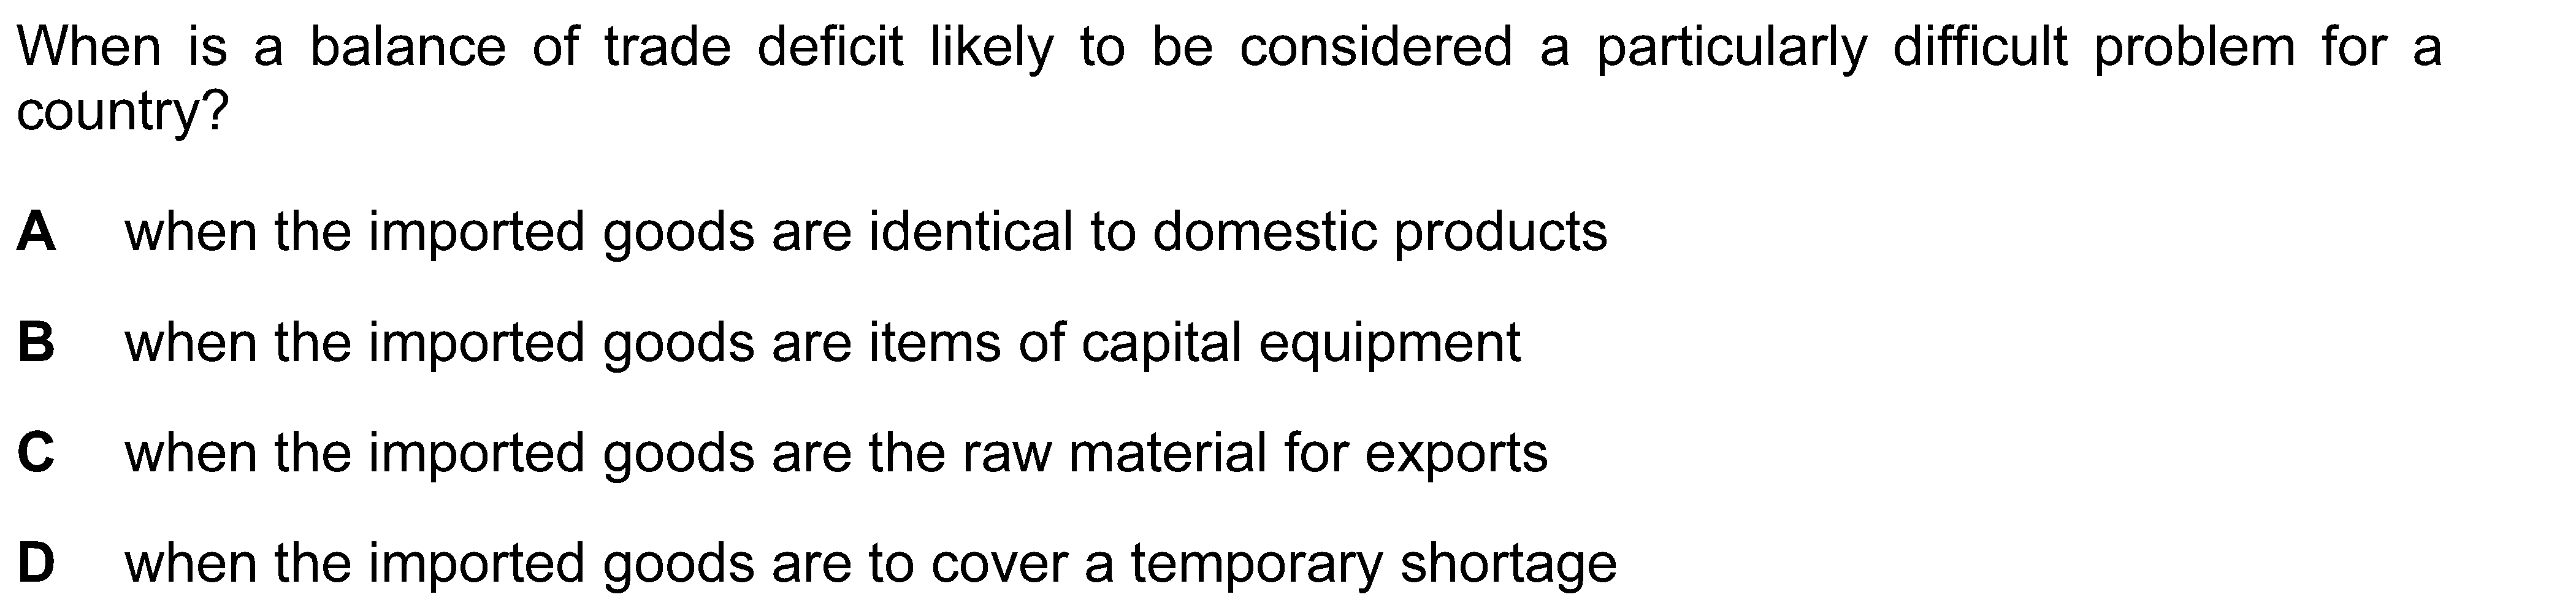 When is a balance of trade deficit likely to be considered a particularly difficult problem for a
country?
A when the imported goods are identical to domestic products
B when the imported goods are items of capital equipment
C when the imported goods are the raw material for exports
D when the imported goods are to cover a temporary shortage